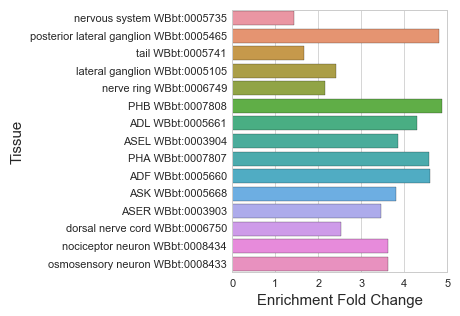 nervous system WBbt:0005735
posterior lateral ganglion WBbt:0005465
tail WBbt:0005741
lateral ganglion WBbt:0005105
nerve ring WBbt:0006749
PHB WBbt:0007808
ADL WBbt:0005661
ASEL WBbt:0003904
PHA WBbt:0007807
ADF WBbt:0005660
ASK WBbt:0005668
ASER WBbt:0003903
dorsal nerve cord WBbt:0006750
nociceptor neuron WBbt:0008434
osmosensory neuron WBbt:0008433
Tissue
0 1 2 3 4 5
Enrichment Fold Change